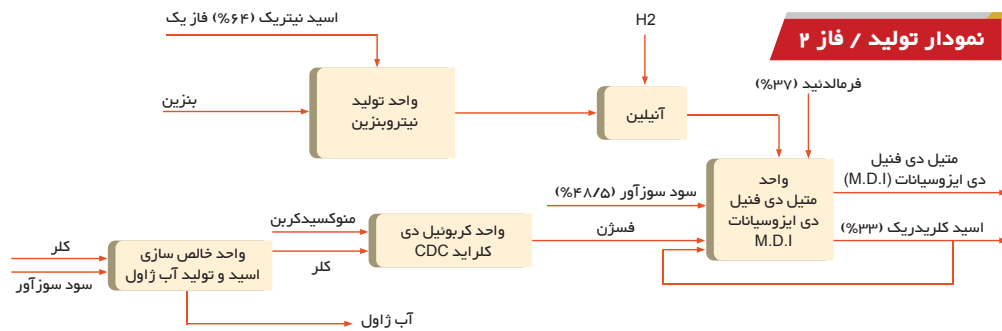 نمودار تولید / فاز ۲
اسید نیتریک (%۶۴) فاز یک
H2
فرمالدئید (%۳۷)
بنزین
واحد تولید
نیتروبنزین
آنیلین
متیل دی فنیل
دی ایزوسیانات (M.D.I)
واحد
متیل دی فنیل
دی ایزوسیانات
M.D.I
سود سوزآور (%۴۸/۵)
اسید کلریدریک (%۳۳)
فسژن
منوکسیدکربن
واحد کربوئیل دی
کلراید CDC
کلر
کلر
سود سوزآور
واحد خالص سازی
اسید و تولید آب ژاول
آب ژاول